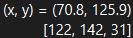 (x, y) = (70.8, 125.9)
[122, 142, 31]